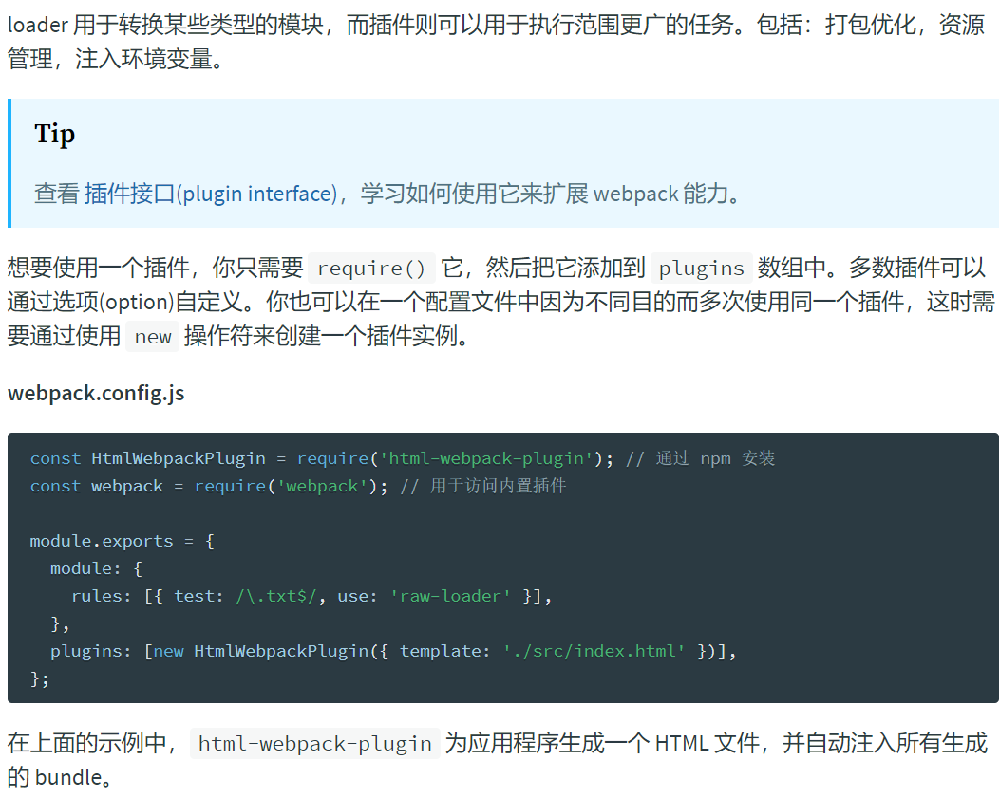 loader 用于转换某些类型的模块，而插件则可以用于执行范围更广的任务。包括：打包优化，资源
管理，注入环境变量。
Tip
查看 插件接口(plugin interface)，学习如何使用它来扩展 webpack 能力。
想要使用一个插件，你只需要 require() 它，然后把它添加到 plugins 数组中。多数插件可以
通过选项(option)自定义。你也可以在一个配置文件中因为不同目的而多次使用同一个插件，这时需
要通过使用 new 操作符来创建一个插件实例。
webpack.config.js
const HtmlWebpackPlugin = require('html-webpack-plugin'); // 通过 npm 安装
const webpack = require('webpack'); // 用于访问内置插件
module.exports = {
  module: {
    rules: [{ test: /\.txt$/, use: 'raw-loader' }],
  },
  plugins: [new HtmlWebpackPlugin({ template: './src/index.html' })],
};
在上面的示例中，html-webpack-plugin 为应用程序生成一个 HTML 文件，并自动注入所有生成
的 bundle。